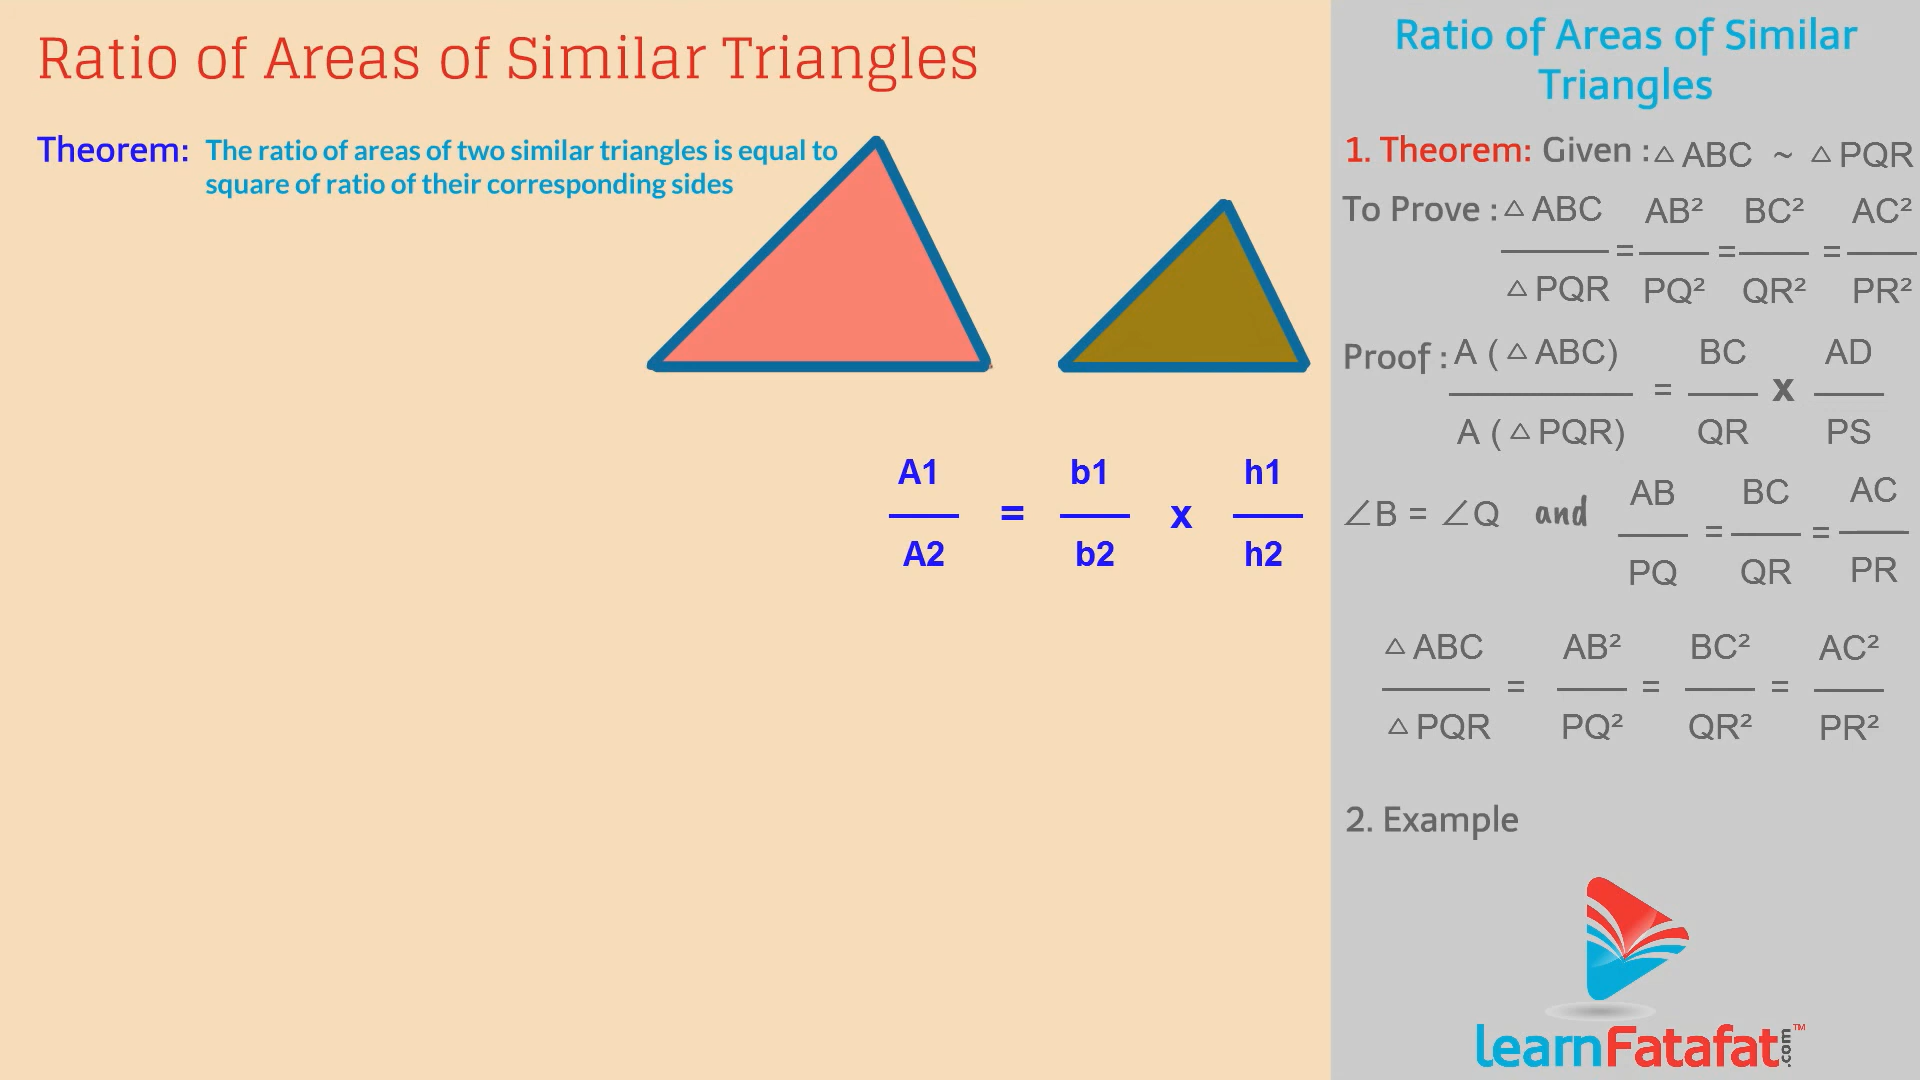 Ratio of Areas of Similar Triangles
Theorem: The ratio of areas of two similar triangles is equal to
square of ratio of their corresponding sides
A1 b1 h1
= x
A2 b2 h2
Ratio of Areas of Similar
Triangles
1. Theorem: Given : △ ABC ~ △ PQR
To Prove : △ ABC AB² BC² AC²
= = =
△ PQR PQ² QR² PR²
Proof : A ( △ ABC) BC AD
= x
A ( △ PQR) QR PS
∠B = ∠Q and AB BC AC
= =
PQ QR PR
△ ABC AB² BC² AC²
= = =
△ PQR PQ² QR² PR²
2. Example
learnFatafat.com™